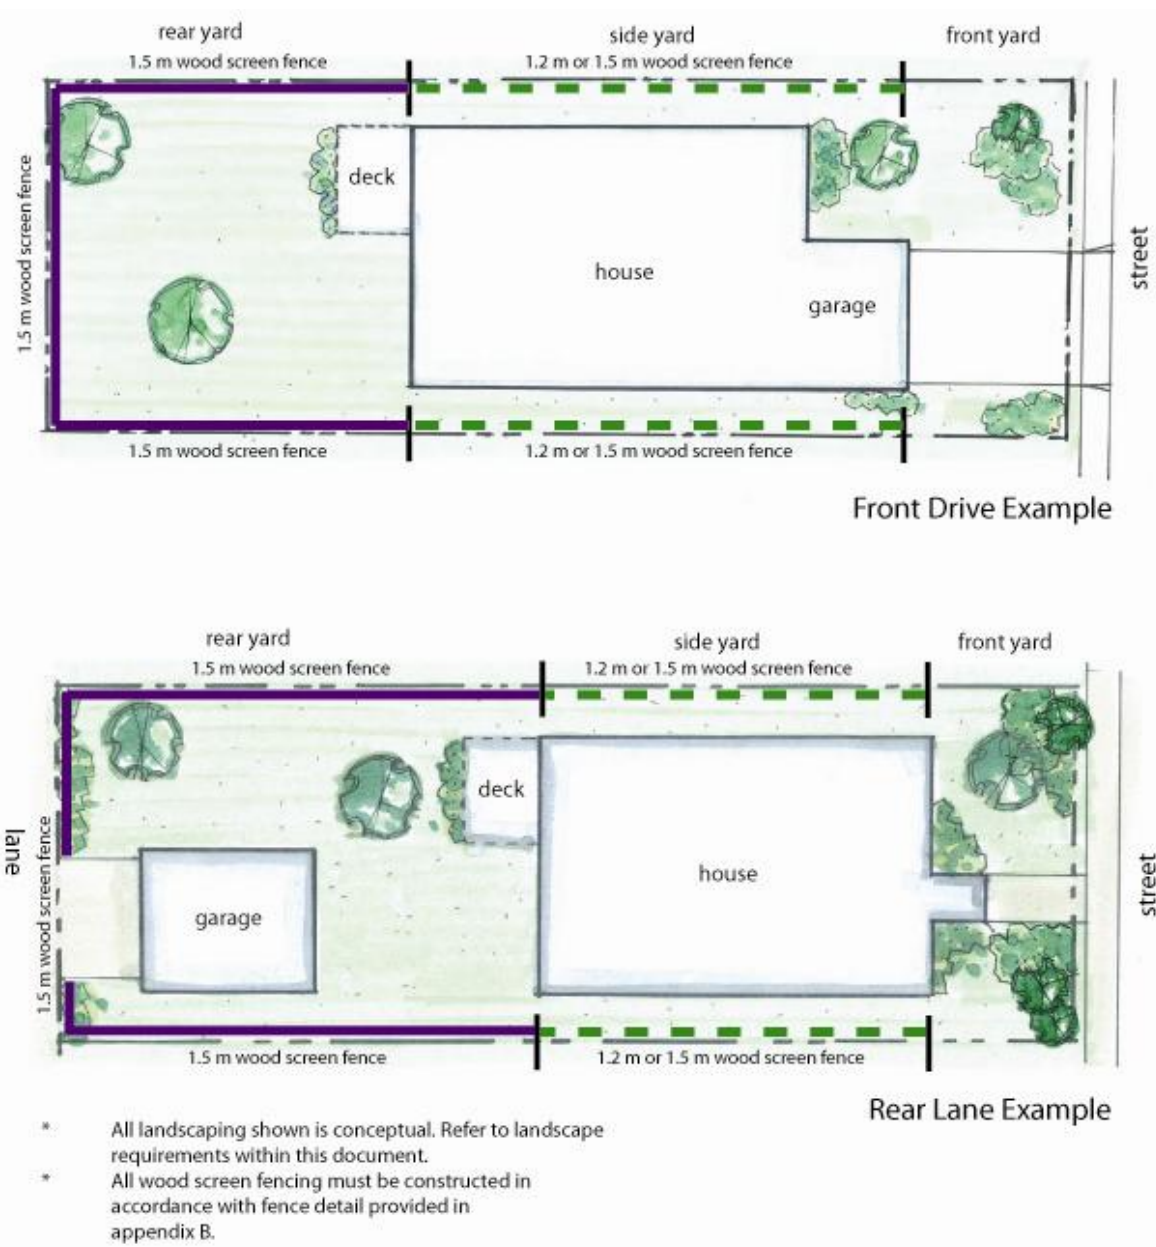 rear yard
side yard
front yard
1.5 m wood screen fence
1.2 m or 1.5 m wood screen fence
1.5 m wood screen fence
deck
house
garage
street
1.5 m wood screen fence
1.2 m or 1.5 m wood screen fence
Front Drive Example
rear yard
side yard
front yard
1.5 m wood screen fence
1.2 m or 1.5 m wood screen fence
deck
lane
1.5 m wood screen fence
house
garage
street
1.5 m wood screen fence
1.2 m or 1.5 m wood screen fence
Rear Lane Example
* All landscaping shown is conceptual. Refer to landscape
requirements within this document.
* All wood screen fencing must be constructed in
accordance with fence detail provided in
appendix B.